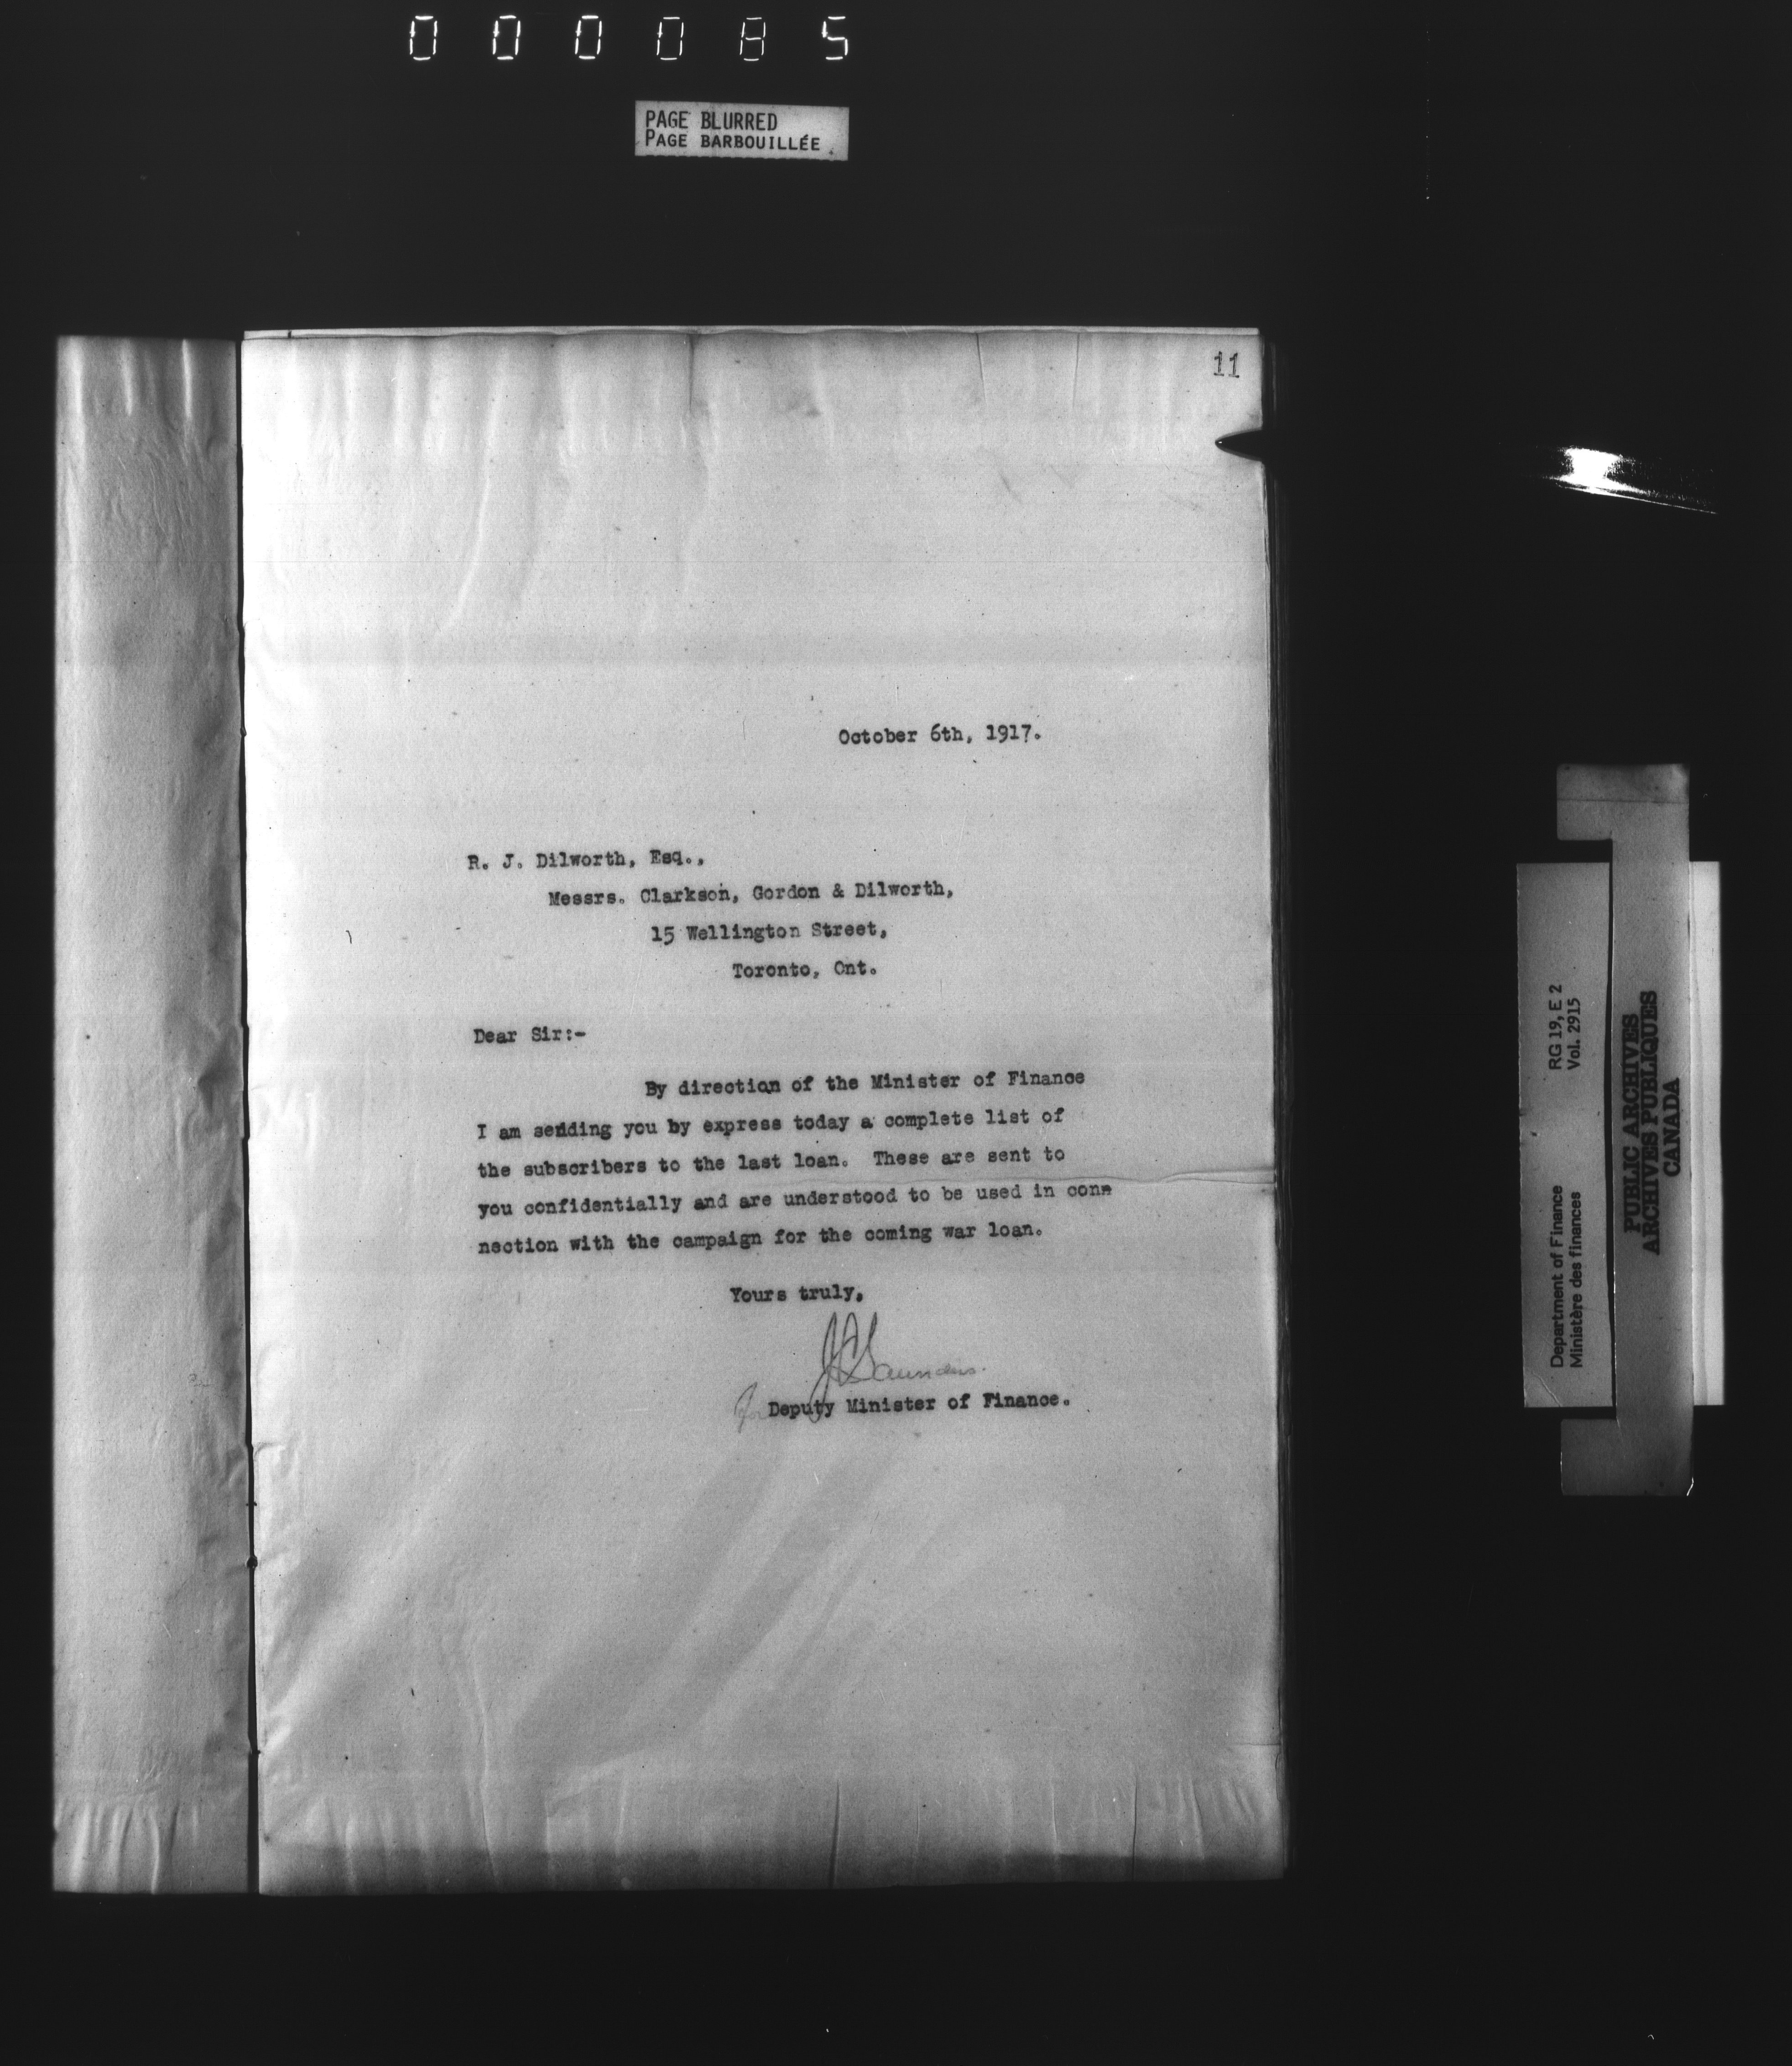 000085
PAGE BLURRED
PAGE BARBOUILLÉE
11
October 6th, 1917.
R. J. Dilworth, Esq.,
Messrs. Clarkson, Gordon & Dilworth,
15 Wellington Street,
Toronto, Ont.
Dear Sir:-
By direction of the Minister of Finance
I am sending you by express today a complete list of
the subscribers to the last loan. These are sent to
you confidentially and are understood to be used in con-
nection with the campaign for the coming war loan.
Yours truly,
JCSaunders.
for Deputy Minister of Finance.
Department of Finance RG 19, E 2
Ministère des finances Vol. 2915
PUBLIC ARCHIVES
ARCHIVES PUBLIQUES
CANADA